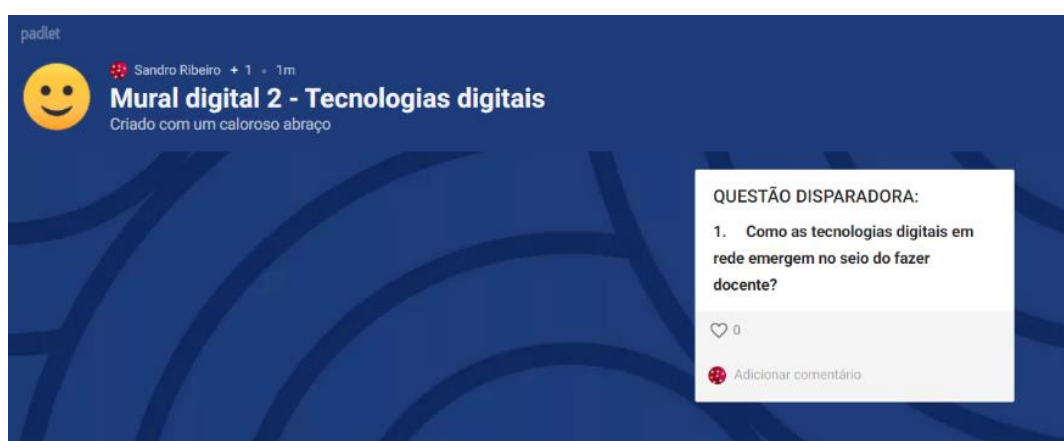 padlet
Sandro Ribeiro + 1 • 1m
Mural digital 2 - Tecnologias digitais
Criado com um caloroso abraço
QUESTÃO DISPARADORA:
1. Como as tecnologias digitais em
rede emergem no seio do fazer
docente?
0
Adicionar comentário